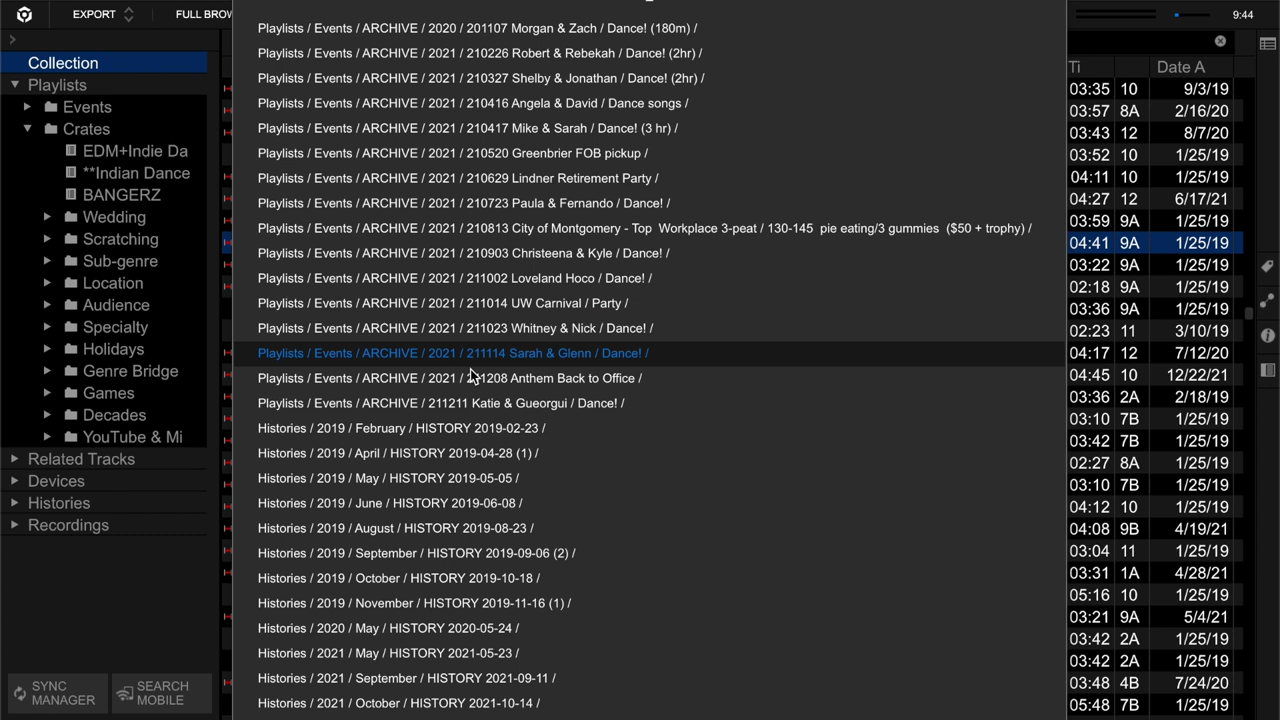 EXPORT
FULL BROW
9:44
Collection
Playlists
Events
Crates
EDM+Indie Da
**Indian Dance
BANGERZ
Wedding
Scratching
Sub-genre
Location
Audience
Specialty
Holidays
Genre Bridge
Games
Decades
YouTube & Mi
Related Tracks
Devices
Histories
Recordings
SYNC
MANAGER
SEARCH
MOBILE
Playlists / Events / ARCHIVE / 2020 / 201107 Morgan & Zach / Dance! (180m) /
Playlists / Events / ARCHIVE / 2021 / 210226 Robert & Rebekah / Dance! (2hr) /
Playlists / Events / ARCHIVE / 2021 / 210327 Shelby & Jonathan / Dance! (2hr) /
Playlists / Events / ARCHIVE / 2021 / 210416 Angela & David / Dance songs /
Playlists / Events / ARCHIVE / 2021 / 210417 Mike & Sarah / Dance! (3 hr) /
Playlists / Events / ARCHIVE / 2021 / 210520 Greenbrier FOB pickup /
Playlists / Events / ARCHIVE / 2021 / 210629 Lindner Retirement Party /
Playlists / Events / ARCHIVE / 2021 / 210723 Paula & Fernando / Dance! /
Playlists / Events / ARCHIVE / 2021 / 210813 City of Montgomery - Top Workplace 3-peat / 130-145 pie eating/3 gummies ($50 + trophy) /
Playlists / Events / ARCHIVE / 2021 / 210903 Christeena & Kyle / Dance! /
Playlists / Events / ARCHIVE / 2021 / 211002 Loveland Hoco / Dance! /
Playlists / Events / ARCHIVE / 2021 / 211014 UW Carnival / Party /
Playlists / Events / ARCHIVE / 2021 / 211023 Whitney & Nick / Dance! /
Playlists / Events / ARCHIVE / 2021 / 211114 Sarah & Glenn / Dance! /
Playlists / Events / ARCHIVE / 2021 / 211208 Anthem Back to Office /
Playlists / Events / ARCHIVE / 211211 Katie & Gueorgui / Dance! /
Histories / 2019 / February / HISTORY 2019-02-23 /
Histories / 2019 / April / HISTORY 2019-04-28 (1) /
Histories / 2019 / May / HISTORY 2019-05-05 /
Histories / 2019 / June / HISTORY 2019-06-08 /
Histories / 2019 / August / HISTORY 2019-08-23 /
Histories / 2019 / September / HISTORY 2019-09-06 (2) /
Histories / 2019 / October / HISTORY 2019-10-18 /
Histories / 2019 / November / HISTORY 2019-11-16 (1) /
Histories / 2020 / May / HISTORY 2020-05-24 /
Histories / 2021 / May / HISTORY 2021-05-23 /
Histories / 2021 / September / HISTORY 2021-09-11 /
Histories / 2021 / October / HISTORY 2021-10-14 /
Ti Date A
03:35 10 9/3/19
03:57 8A 2/16/20
03:43 12 8/7/20
03:52 10 1/25/19
04:11 10 1/25/19
04:27 12 6/17/21
03:59 9A 1/25/19
04:41 9A 1/25/19
03:22 9A 1/25/19
02:18 9A 1/25/19
03:36 9A 1/25/19
02:23 11 3/10/19
04:17 12 7/12/20
04:45 10 12/22/21
03:36 2A 2/18/19
03:10 7B 1/25/19
03:42 7B 1/25/19
02:27 8A 1/25/19
03:10 7B 1/25/19
04:12 10 1/25/19
04:08 9B 4/19/21
03:04 11 1/25/19
03:31 1A 4/28/21
05:16 10 1/25/19
03:21 9A 5/4/21
03:42 2A 1/25/19
03:42 2A 1/25/19
03:48 4B 7/24/20
05:48 7B 1/25/19